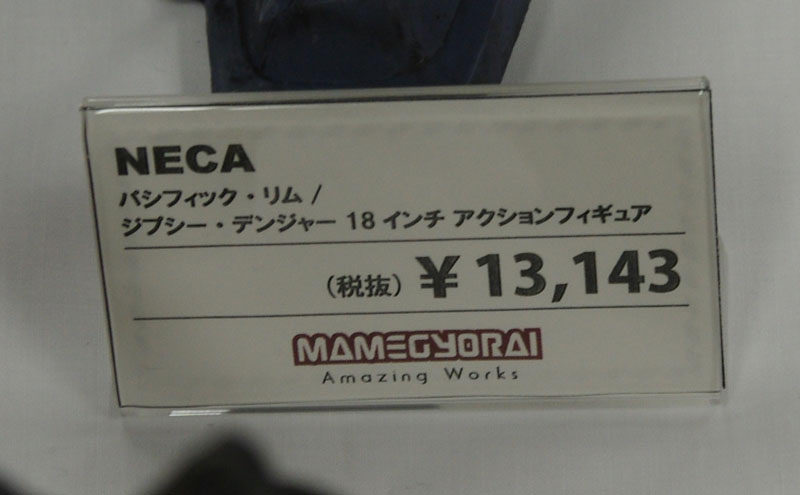 NECA
パシフィック・リム /
ジプシー・デンジャー 18 インチ アクションフィギュア
(税抜) ¥ 13,143
MAMEGYORAI
Amazing Works